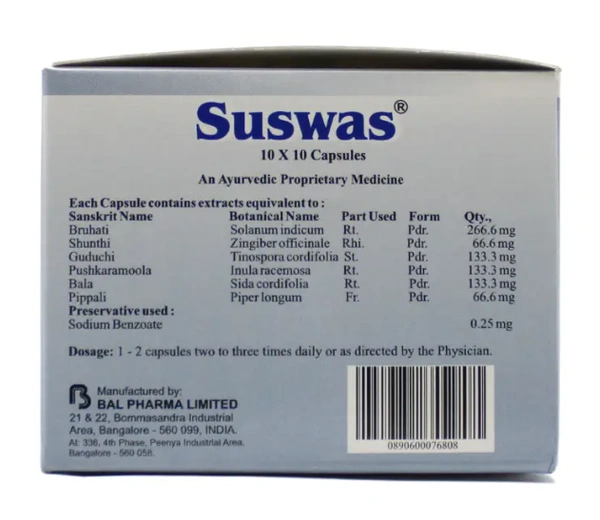 Suswas®
10 X 10 Capsules
An Ayurvedic Proprietary Medicine
Each Capsule contains extracts equivalent to :
Sanskrit Name Botanical Name Part Used Form Qty.,
Bruhati Solanum indicum Rt. Pdr. 266.6 mg
Shunthi Zingiber officinale Rhi. Pdr. 66.6 mg
Guduchi Tinospora cordifolia St. Pdr. 133.3 mg
Pushkaramoola Inula racemosa Rt. Pdr. 133.3 mg
Bala Sida cordifolia Rt. Pdr. 133.3 mg
Pippali Piper longum Fr. Pdr. 66.6 mg
Preservative used :
Sodium Benzoate 0.25 mg
Dosage: 1 - 2 capsules two to three times daily or as directed by the Physician.
Manufactured by:
BAL PHARMA LIMITED
21 & 22, Bommasandra Industrial
Area, Bangalore - 560 099, INDIA.
At: 336, 4th Phase, Peenya Industrial Area,
Bangalore - 560 058.
0890600076808